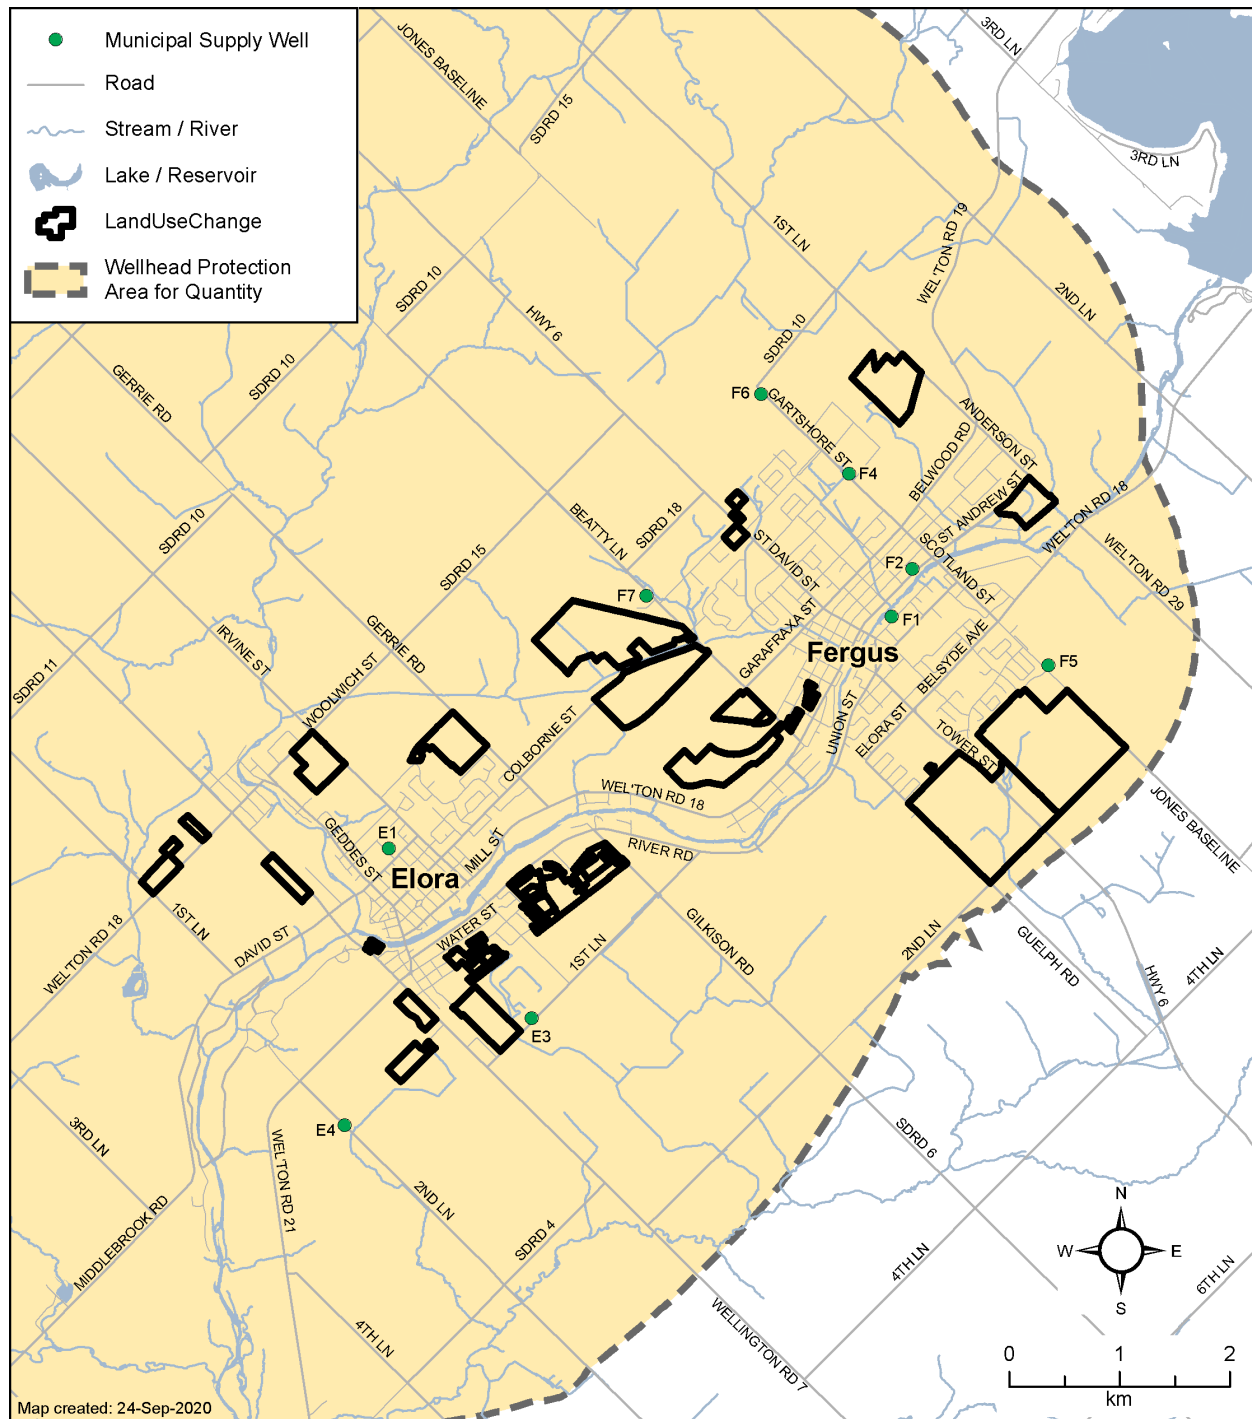 Municipal Supply Well
Road
Stream / River
Lake / Reservoir
LandUseChange
Wellhead Protection
Area for Quantity
JONES BASELINE
SDRD 15
3RD LN
3RD LN
1ST LN
WEL'TON RD 19
2ND LN
SDRD 10
HWY 6
SDRD 10
SDRD 10
GERRIE RD
F6
GARTSHORE ST
ANDERSON ST
BELWOOD RD
F4
ST ANDREW ST
WEL'TON RD 18
SDRD 10
BEATTY LN
SDRD 18
ST DAVID ST
F2
SCOTLAND ST
WEL'TON RD 29
SDRD 15
F7
GARAFRAXA ST
F1
BELSYDE AVE
Fergus
F5
IRVINE ST
GERRIE RD
WOOLWICH ST
SDRD 11
COLBORNE ST
UNION ST
ELORA ST
TOWER ST
WEL'TON RD 18
JONES BASELINE
GEDDES ST
E1
MILL ST
RIVER RD
Elora
1ST LN
WATER ST
DAVID ST
WEL'TON RD 18
1ST LN
GILKISON RD
2ND LN
GUELPH RD
HWY 6
4TH LN
E3
3RD LN
E4
WEL'TON RD 21
2ND LN
SDRD 4
SDRD 6
MIDDLEBROOK RD
4TH LN
4TH LN
6TH LN
WELLINGTON RD 7
N
W
E
S
0
1
2
km
Map created: 24-Sep-2020